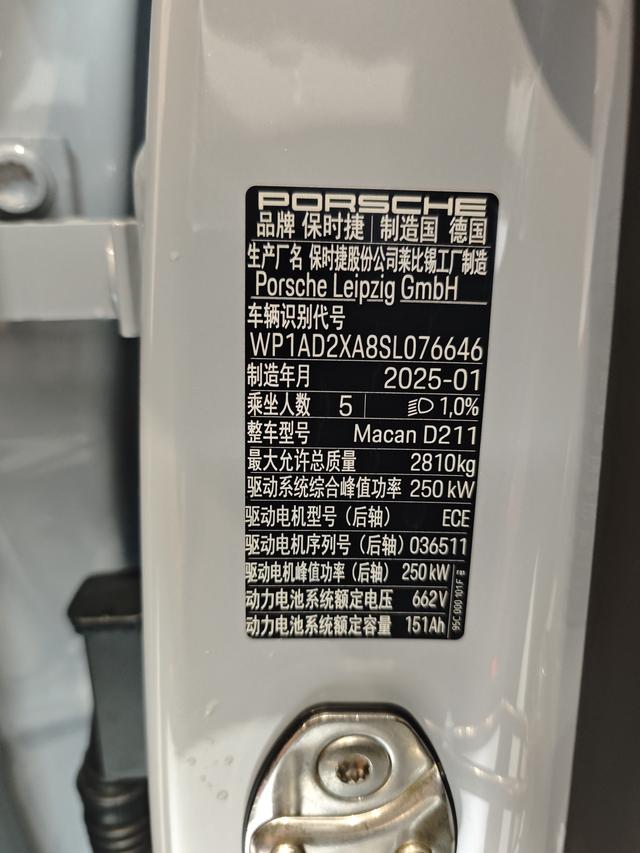 PORSCHE
品牌 保时捷 制造国 德国
生产厂名 保时捷股份公司莱比锡工厂制造
Porsche Leipzig GmbH
车辆识别代号
WP1AD2XA8SL076646
制造年月 2025-01
乘坐人数 5 1,0%
整车型号 Macan D211
最大允许总质量 2810kg
驱动系统综合峰值功率 250 kW
驱动电机型号（后轴） ECE
驱动电机序列号（后轴） 036511
驱动电机峰值功率（后轴） 250 kW
动力电池系统额定电压 662V
动力电池系统额定容量 151Ah
95C 000 101 F